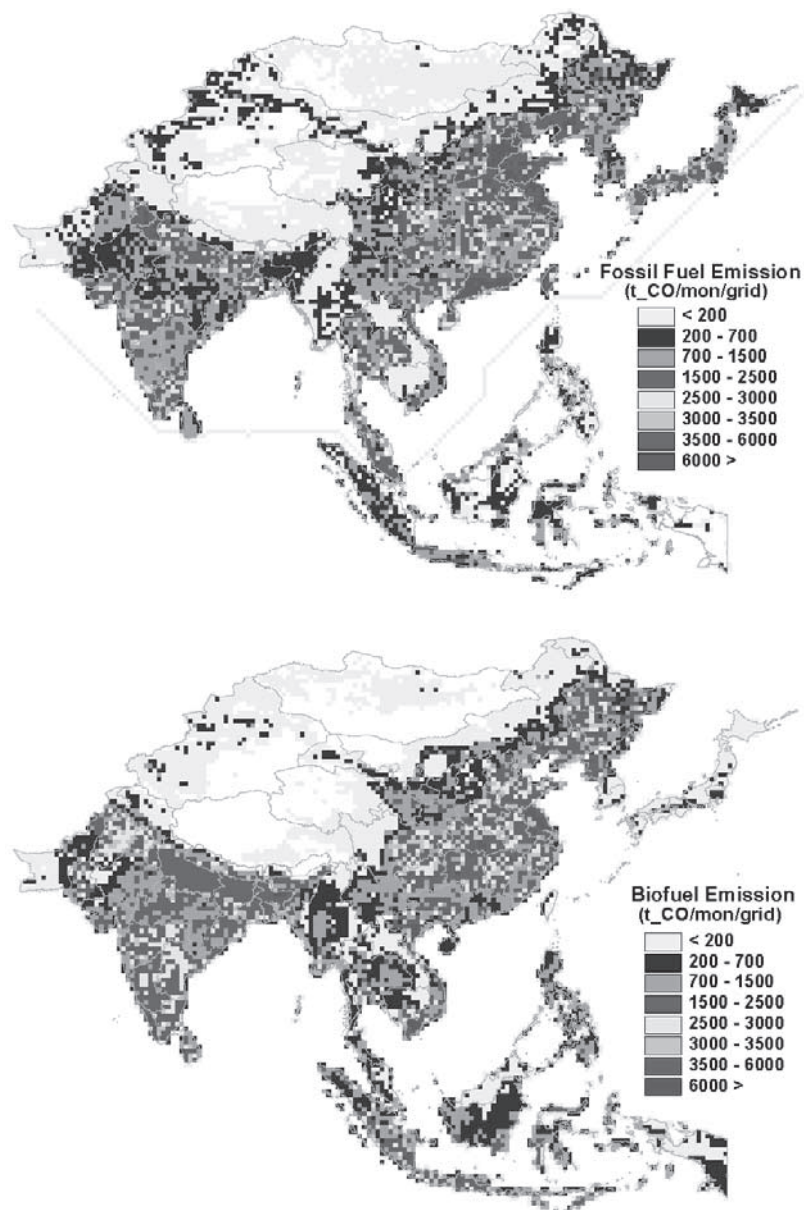 Fossil Fuel Emission
(t_CO/mon/grid)
< 200
200 - 700
700 - 1500
1500 - 2500
2500 - 3000
3000 - 3500
3500 - 6000
6000 >
Biofuel Emission
(t_CO/mon/grid)
< 200
200 - 700
700 - 1500
1500 - 2500
2500 - 3000
3000 - 3500
3500 - 6000
6000 >